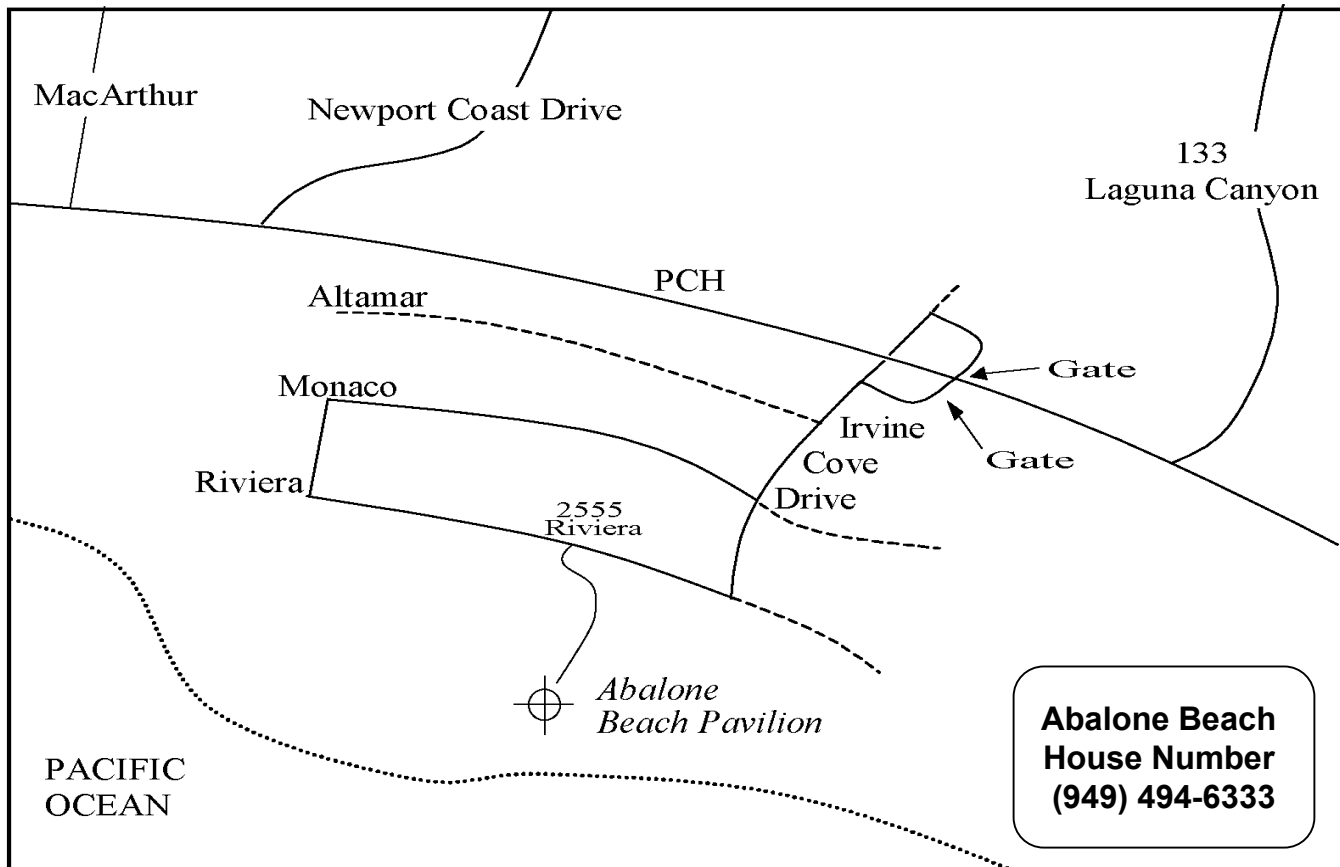 MacArthur
Newport Coast Drive
133
Laguna Canyon
PCH
Altamar
Gate
Monaco
Irvine
Cove
Drive
Gate
Riviera
2555
Riviera
Abalone
Beach Pavilion
PACIFIC
OCEAN
Abalone Beach
House Number
(949) 494-6333